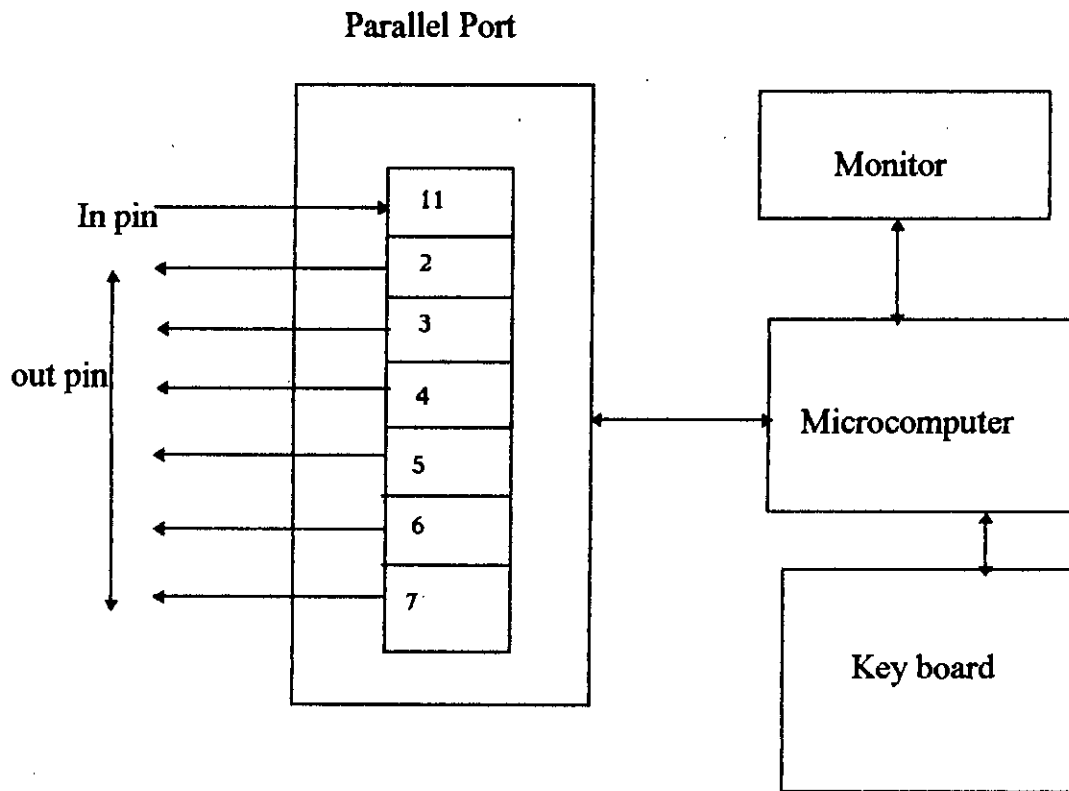 Parallel Port
Monitor
In pin
11
2
3
out pin
4
Microcomputer
5
6
7
Key board